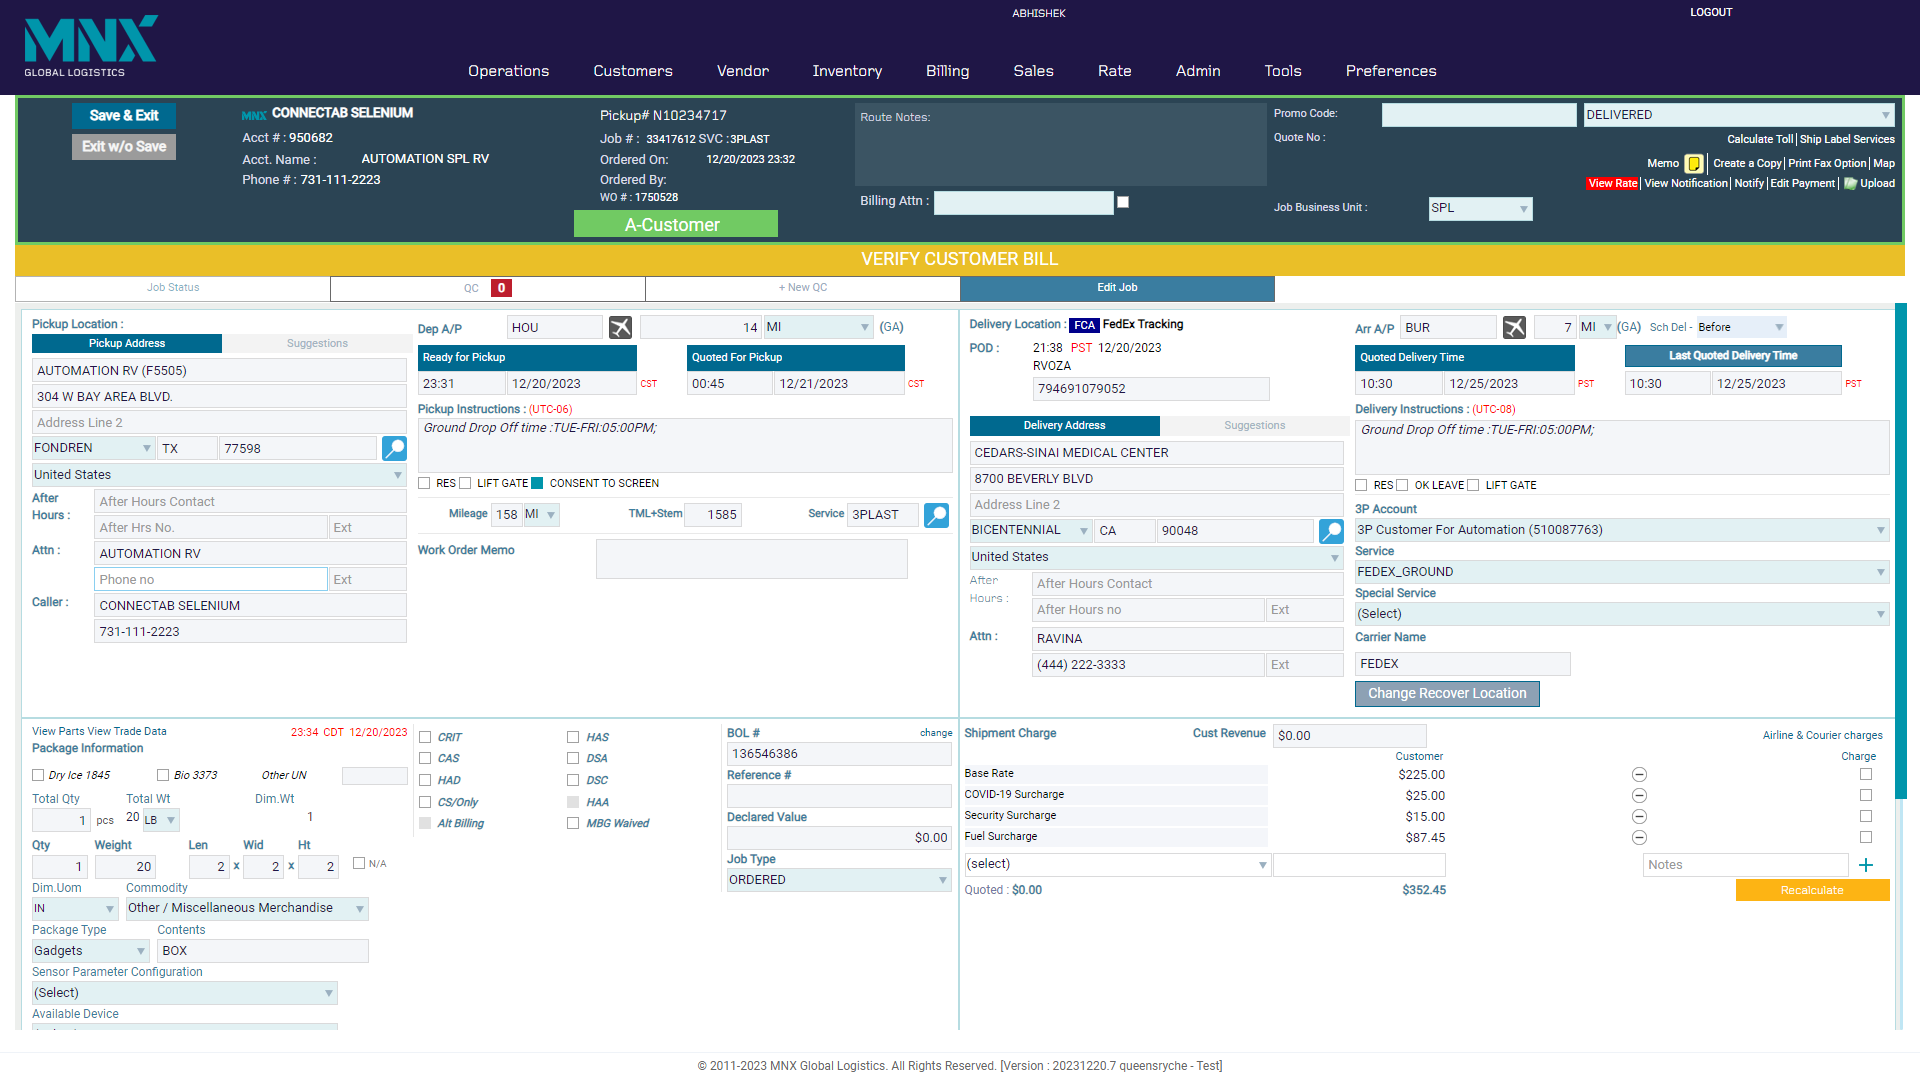 ABHISHEK
LOGOUT
MNX
GLOBAL LOGISTICS
Operations Customers Vendor Inventory Billing Sales Rate Admin Tools Preferences
Save & Exit
Exit w/o Save
MNX CONNECTAB SELENIUM
Acct # : 950682
Acct. Name : AUTOMATION SPL RV
Phone # : 731-111-2223
Pickup# N10234717
Job # : 33417612 SVC :3PLAST
Ordered On: 12/20/2023 23:32
Ordered By:
WO # : 1750528
A-Customer
Route Notes:
Billing Attn :
Promo Code:
DELIVERED
Quote No :
Calculate Toll | Ship Label Services
Memo | Create a Copy | Print Fax Option | Map
View Rate | View Notification | Notify | Edit Payment | Upload
Job Business Unit : SPL
VERIFY CUSTOMER BILL
Job Status
QC 0
+ New QC
Edit Job
Pickup Location :
Pickup Address Suggestions
AUTOMATION RV (F5505)
304 W BAY AREA BLVD.
Address Line 2
FONDREN TX 77598
United States
After Hours : After Hours Contact
After Hrs No. Ext
Attn : AUTOMATION RV
Phone no Ext
Caller : CONNECTAB SELENIUM
731-111-2223
Dep A/P HOU 14 MI (GA)
Ready for Pickup
23:31 12/20/2023 CST
Quoted For Pickup
00:45 12/21/2023 CST
Pickup Instructions : (UTC-06)
Ground Drop Off time :TUE-FRI:05:00PM;
RES LIFT GATE CONSENT TO SCREEN
Mileage 158 MI TML+Stem 1585 Service 3PLAST
Work Order Memo
Delivery Location : FCA FedEx Tracking
POD : 21:38 PST 12/20/2023
RVOZA
794691079052
Delivery Address Suggestions
CEDARS-SINAI MEDICAL CENTER
8700 BEVERLY BLVD
Address Line 2
BICENTENNIAL CA 90048
United States
After Hours : After Hours Contact
After Hours no Ext
Attn : RAVINA
(444) 222-3333 Ext
Arr A/P BUR 7 MI (GA) Sch Del - Before
Quoted Delivery Time
10:30 12/25/2023 PST
Last Quoted Delivery Time
10:30 12/25/2023 PST
Delivery Instructions : (UTC-08)
Ground Drop Off time :TUE-FRI:05:00PM;
RES OK LEAVE LIFT GATE
3P Account
3P Customer For Automation (510087763)
Service
FEDEX_GROUND
Special Service
(Select)
Carrier Name
FEDEX
Change Recover Location
View Parts View Trade Data 23:34 CDT 12/20/2023
Package Information
Dry Ice 1845 Bio 3373 Other UN
Total Qty Total Wt Dim.Wt
1 pcs 20 LB 1
Qty Weight Len Wid Ht
1 20 2 x 2 x 2 N/A
Dim.Uom Commodity
IN Other / Miscellaneous Merchandise
Package Type Contents
Gadgets BOX
Sensor Parameter Configuration
(Select)
Available Device
CRIT HAS
CAS DSA
HAD DSC
CS/Only HAA
Alt Billing MBG Waived
BOL # change
136546386
Reference #
Declared Value
$0.00
Job Type
ORDERED
Shipment Charge Cust Revenue $0.00 Airline & Courier charges
Customer Charge
Base Rate $225.00
COVID-19 Surcharge $25.00
Security Surcharge $15.00
Fuel Surcharge $87.45
(select) Notes
Quoted : $0.00 $352.45
Recalculate
© 2011-2023 MNX Global Logistics. All Rights Reserved. [Version : 20231220.7 queensryche - Test]